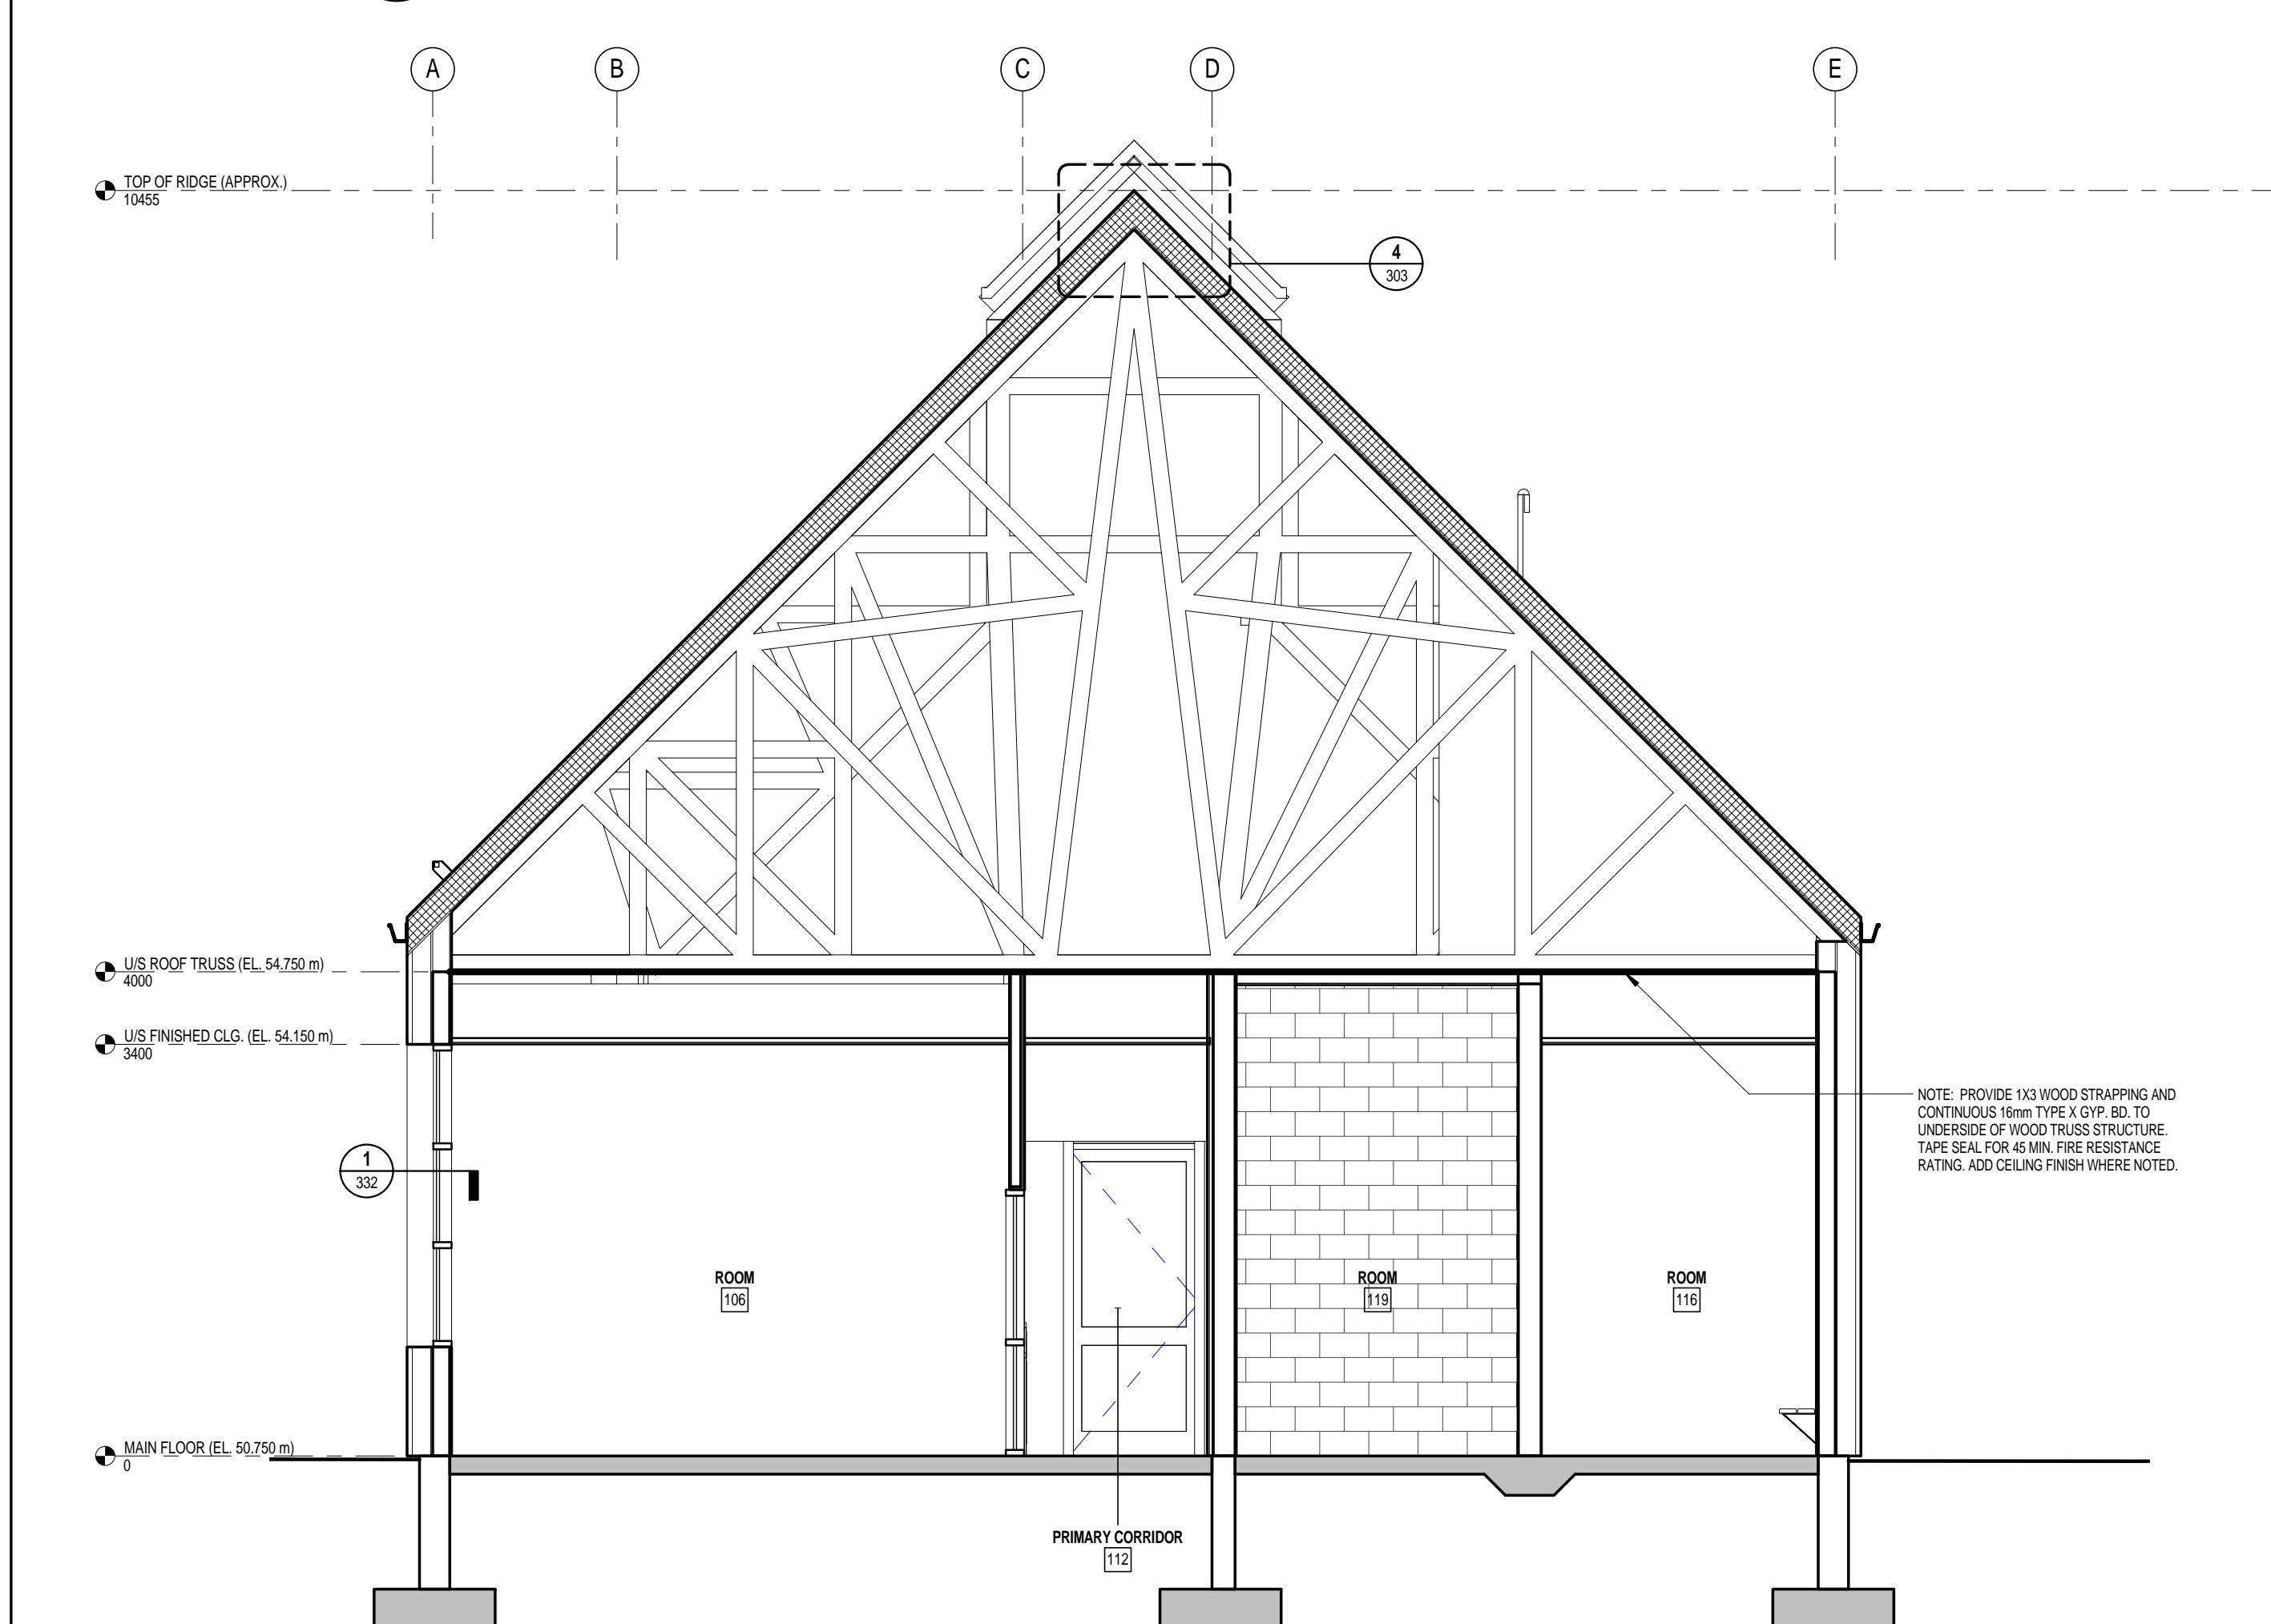 A
B
C
D
E
TOP OF RIDGE (APPROX.)
10455
4
303
U/S ROOF TRUSS (EL. 54.750 m)
4000
U/S FINISHED CLG. (EL. 54.150 m)
3400
NOTE: PROVIDE 1X3 WOOD STRAPPING AND
CONTINUOUS 16mm TYPE X GYP. BD. TO
UNDERSIDE OF WOOD TRUSS STRUCTURE.
TAPE SEAL FOR 45 MIN. FIRE RESISTANCE
RATING. ADD CEILING FINISH WHERE NOTED.
1
332
ROOM
106
ROOM
119
ROOM
116
MAIN FLOOR (EL. 50.750 m)
0
PRIMARY CORRIDOR
112